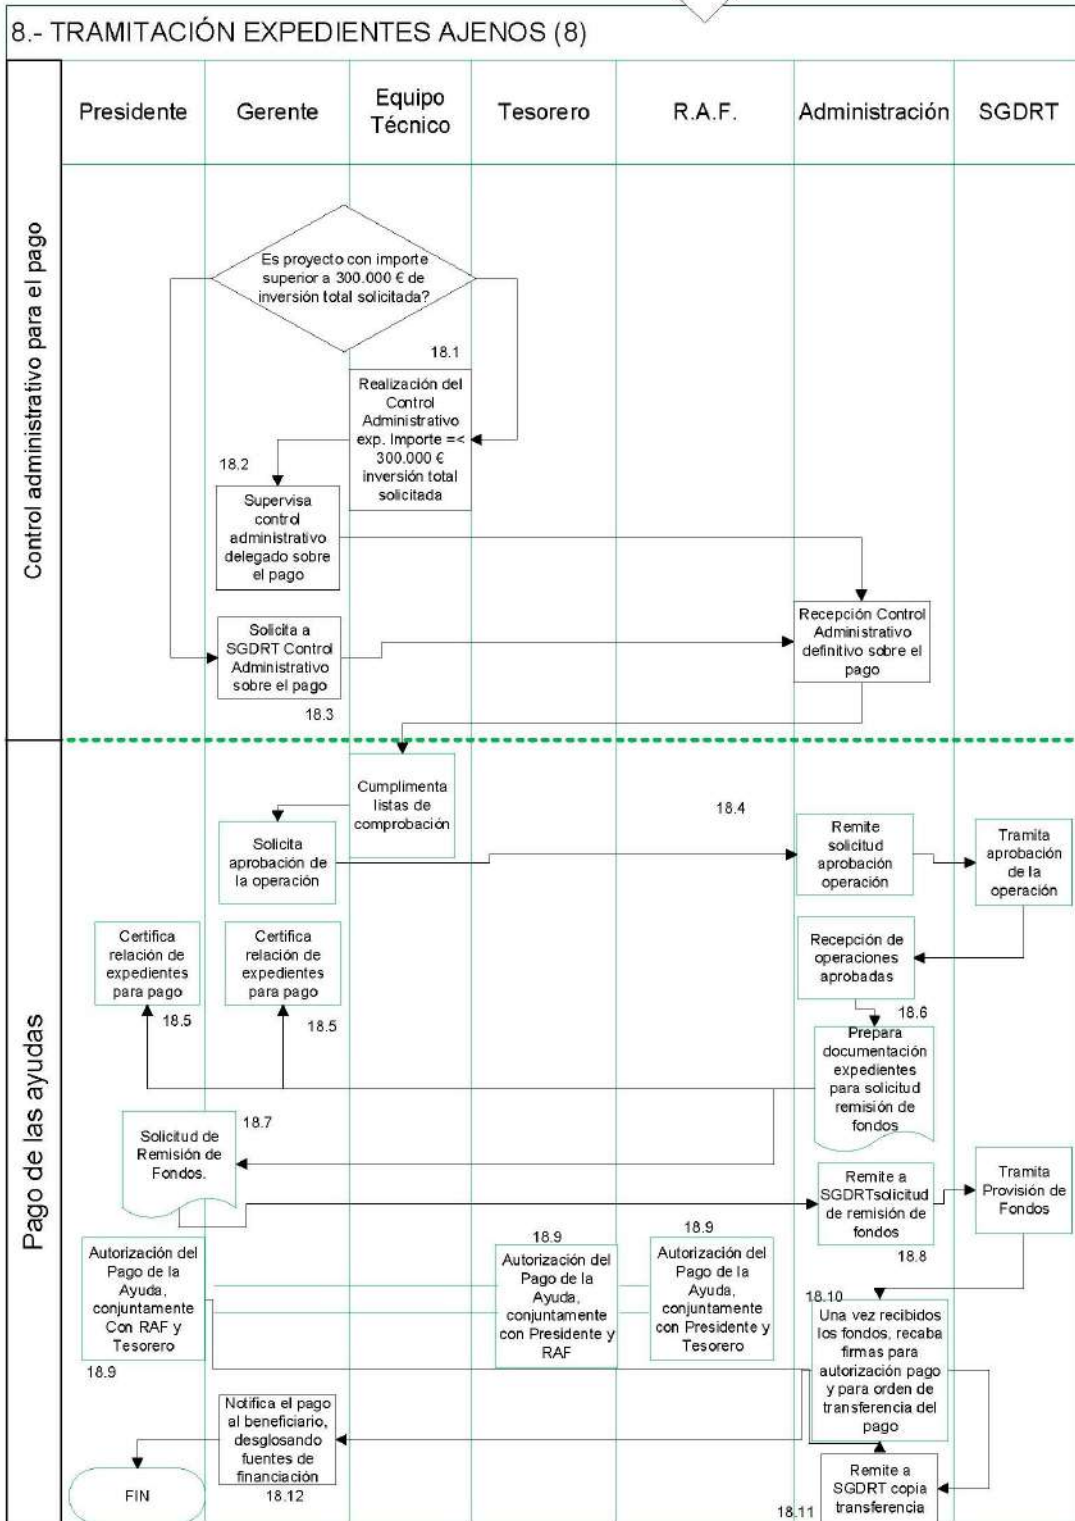 8.- TRAMITACIÓN EXPEDIENTES AJENOS (8)
Presidente
Gerente
Equipo
Técnico
Tesorero
R.A.F.
Administración
SGDRT
Control administrativo para el pago
Es proyecto con importe
superior a 300.000 € de
inversión total solicitada?
18.1
Realización del
Control
Administrativo
exp. Importe =<
300.000 €
inversión total
solicitada
18.2
Supervisa
control
administrativo
delegado sobre
el pago
Recepción Control
Administrativo
definitivo sobre el
pago
Solicita a
SGDRT Control
Administrativo
sobre el pago
18.3
Pago de las ayudas
Cumplimenta
listas de
comprobación
Solicita
aprobación de
la operación
18.4
Remite
solicitud
aprobación
operación
Tramita
aprobación
de la
operación
Certifica
relación de
expedientes
para pago
18.5
Certifica
relación de
expedientes
para pago
18.5
Recepción de
operaciones
aprobadas
18.6
Prepara
documentación
expedientes
para solicitud
remisión de
fondos
18.7
Solicitud de
Remisión de
Fondos.
Remite a
SGDRTsolicitud
de remisión de
fondos
18.8
Tramita
Provisión de
Fondos
Autorización del
Pago de la
Ayuda,
conjuntamente
Con RAF y
Tesorero
18.9
18.9
Autorización del
Pago de la
Ayuda,
conjuntamente
con Presidente y
RAF
18.9
Autorización del
Pago de la
Ayuda,
conjuntamente
con Presidente y
Tesorero
18.10
Una vez recibidos
los fondos, recaba
firmas para
autorización pago
y para orden de
transferencia del
pago
Notifica el pago
al beneficiario,
desglosando
fuentes de
financiación
18.12
FIN
Remite a
SGDRT copia
transferencia
18.11